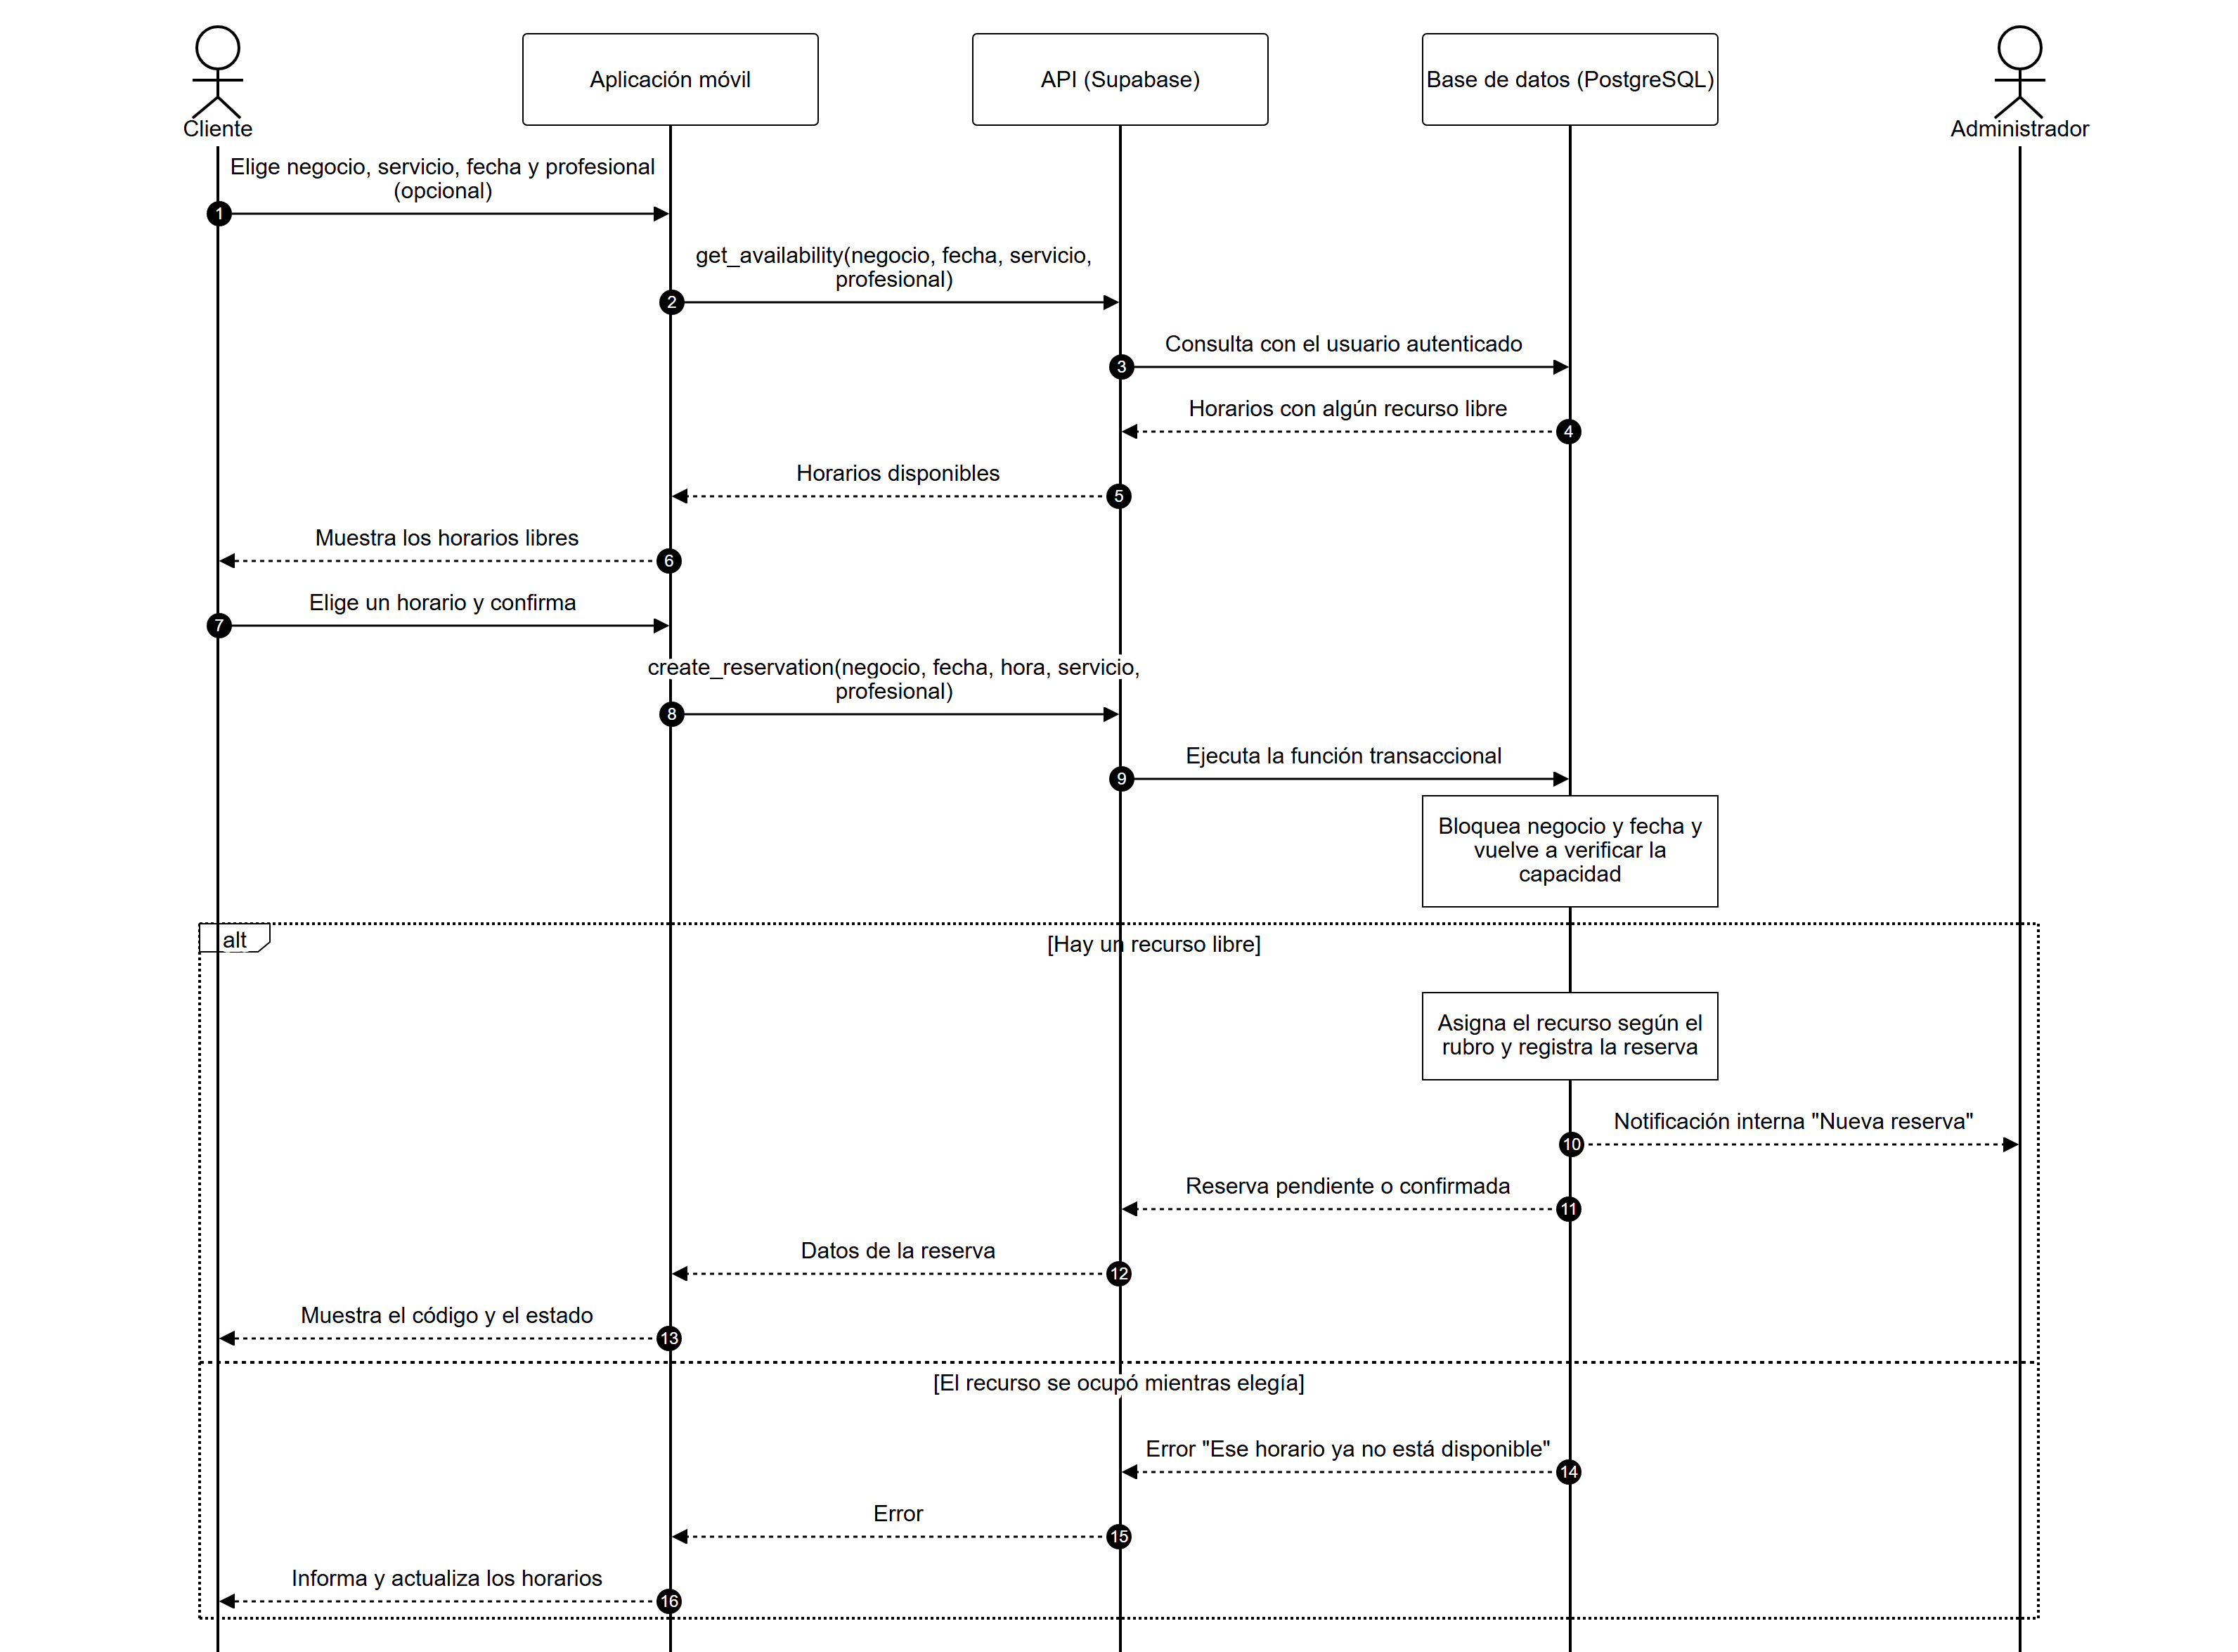 Cliente
Aplicación móvil
API (Supabase)
Base de datos (PostgreSQL)
Administrador
Elige negocio, servicio, fecha y profesional
(opcional)
1
get_availability(negocio, fecha, servicio,
profesional)
2
Consulta con el usuario autenticado
3
Horarios con algún recurso libre
4
Horarios disponibles
5
Muestra los horarios libres
6
Elige un horario y confirma
7
create_reservation(negocio, fecha, hora, servicio,
profesional)
8
Ejecuta la función transaccional
9
Bloquea negocio y fecha y
vuelve a verificar la
capacidad
alt
[Hay un recurso libre]
Asigna el recurso según el
rubro y registra la reserva
Notificación interna "Nueva reserva"
10
Reserva pendiente o confirmada
11
Datos de la reserva
12
Muestra el código y el estado
13
[El recurso se ocupó mientras elegía]
Error "Ese horario ya no está disponible"
14
Error
15
Informa y actualiza los horarios
16